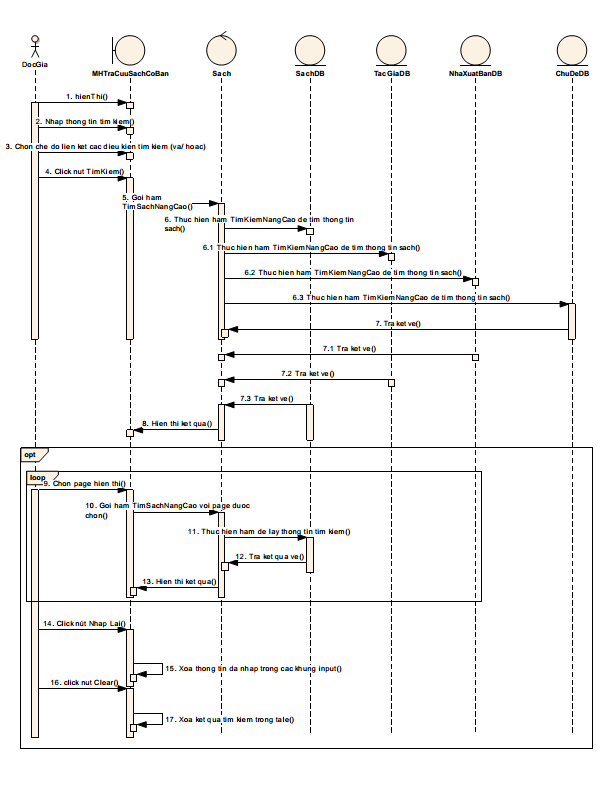 DocGia
MHTraCuuSachCoBan
Sach
SachDB
TacGiaDB
NhaXuatBanDB
ChuDeDB
1. hienThi()
2. Nhap thong tin tim kiem()
3. Chon che do lien ket cac dieu kien tim kiem (va/ hoac)
4. Click nut TimKiem()
5. Goi ham
TimSachNangCao()
6. Thuc hien ham TimKiemNangCao de tim thong tin
sach()
6.1 Thuc hien ham TimKiemNangCao de tim thong tin sach()
6.2 Thuc hien ham TimKiemNangCao de tim thong tin sach()
6.3 Thuc hien ham TimKiemNangCao de tim thong tin sach()
7. Tra ket ve()
7.1 Tra ket ve()
7.2 Tra ket ve()
7.3 Tra ket ve()
8. Hien thi ket qua()
opt
loop
9. Chon page hien thi()
10. Goi ham TimSachNangCao voi page duoc
chon()
11. Thuc hien ham de lay thong tin tim kiem()
12. Tra ket qua ve()
13. Hien thi ket qua()
14. Click nút Nhap Lai()
15. Xoa thong tin da nhap trong cac khung input()
16. click nut Clear()
17. Xoa ket qua tim kiem trong tale()